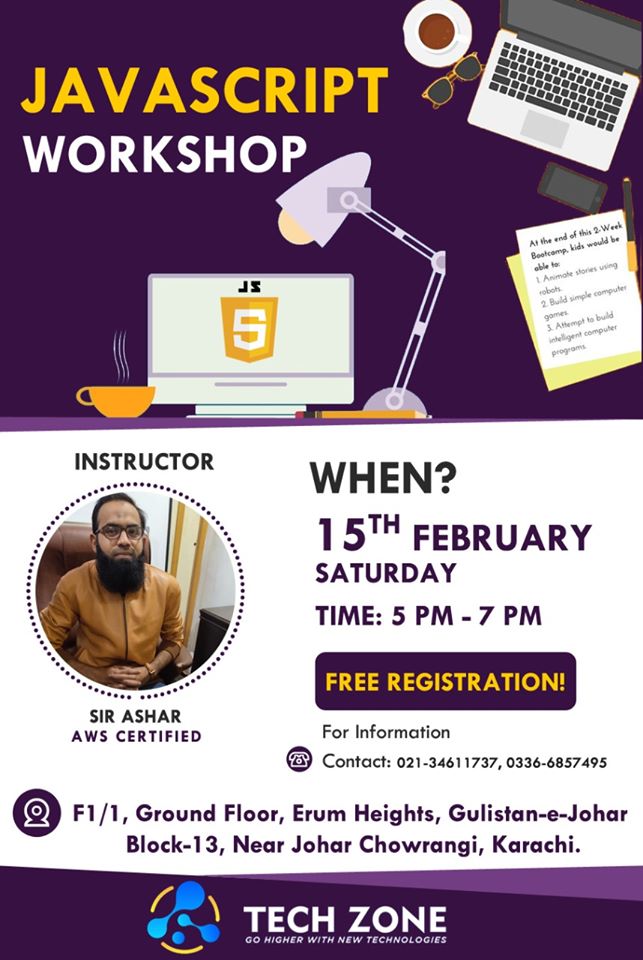 JAVASCRIPT
WORKSHOP
At the end of this 2-Week
Bootcamp, kids would be
able to:
1. Animate stories using
robots.
2. Build simple computer
games.
3. Attempt to build
intelligent computer
programs.
JS
5
INSTRUCTOR
SIR ASHAR
AWS CERTIFIED
WHEN?
15TH FEBRUARY
SATURDAY
TIME: 5 PM - 7 PM
FREE REGISTRATION!
For Information
Contact: 021-34611737, 0336-6857495
F1/1, Ground Floor, Erum Heights, Gulistan-e-Johar
Block-13, Near Johar Chowrangi, Karachi.
TECH ZONE
GO HIGHER WITH NEW TECHNOLOGIES